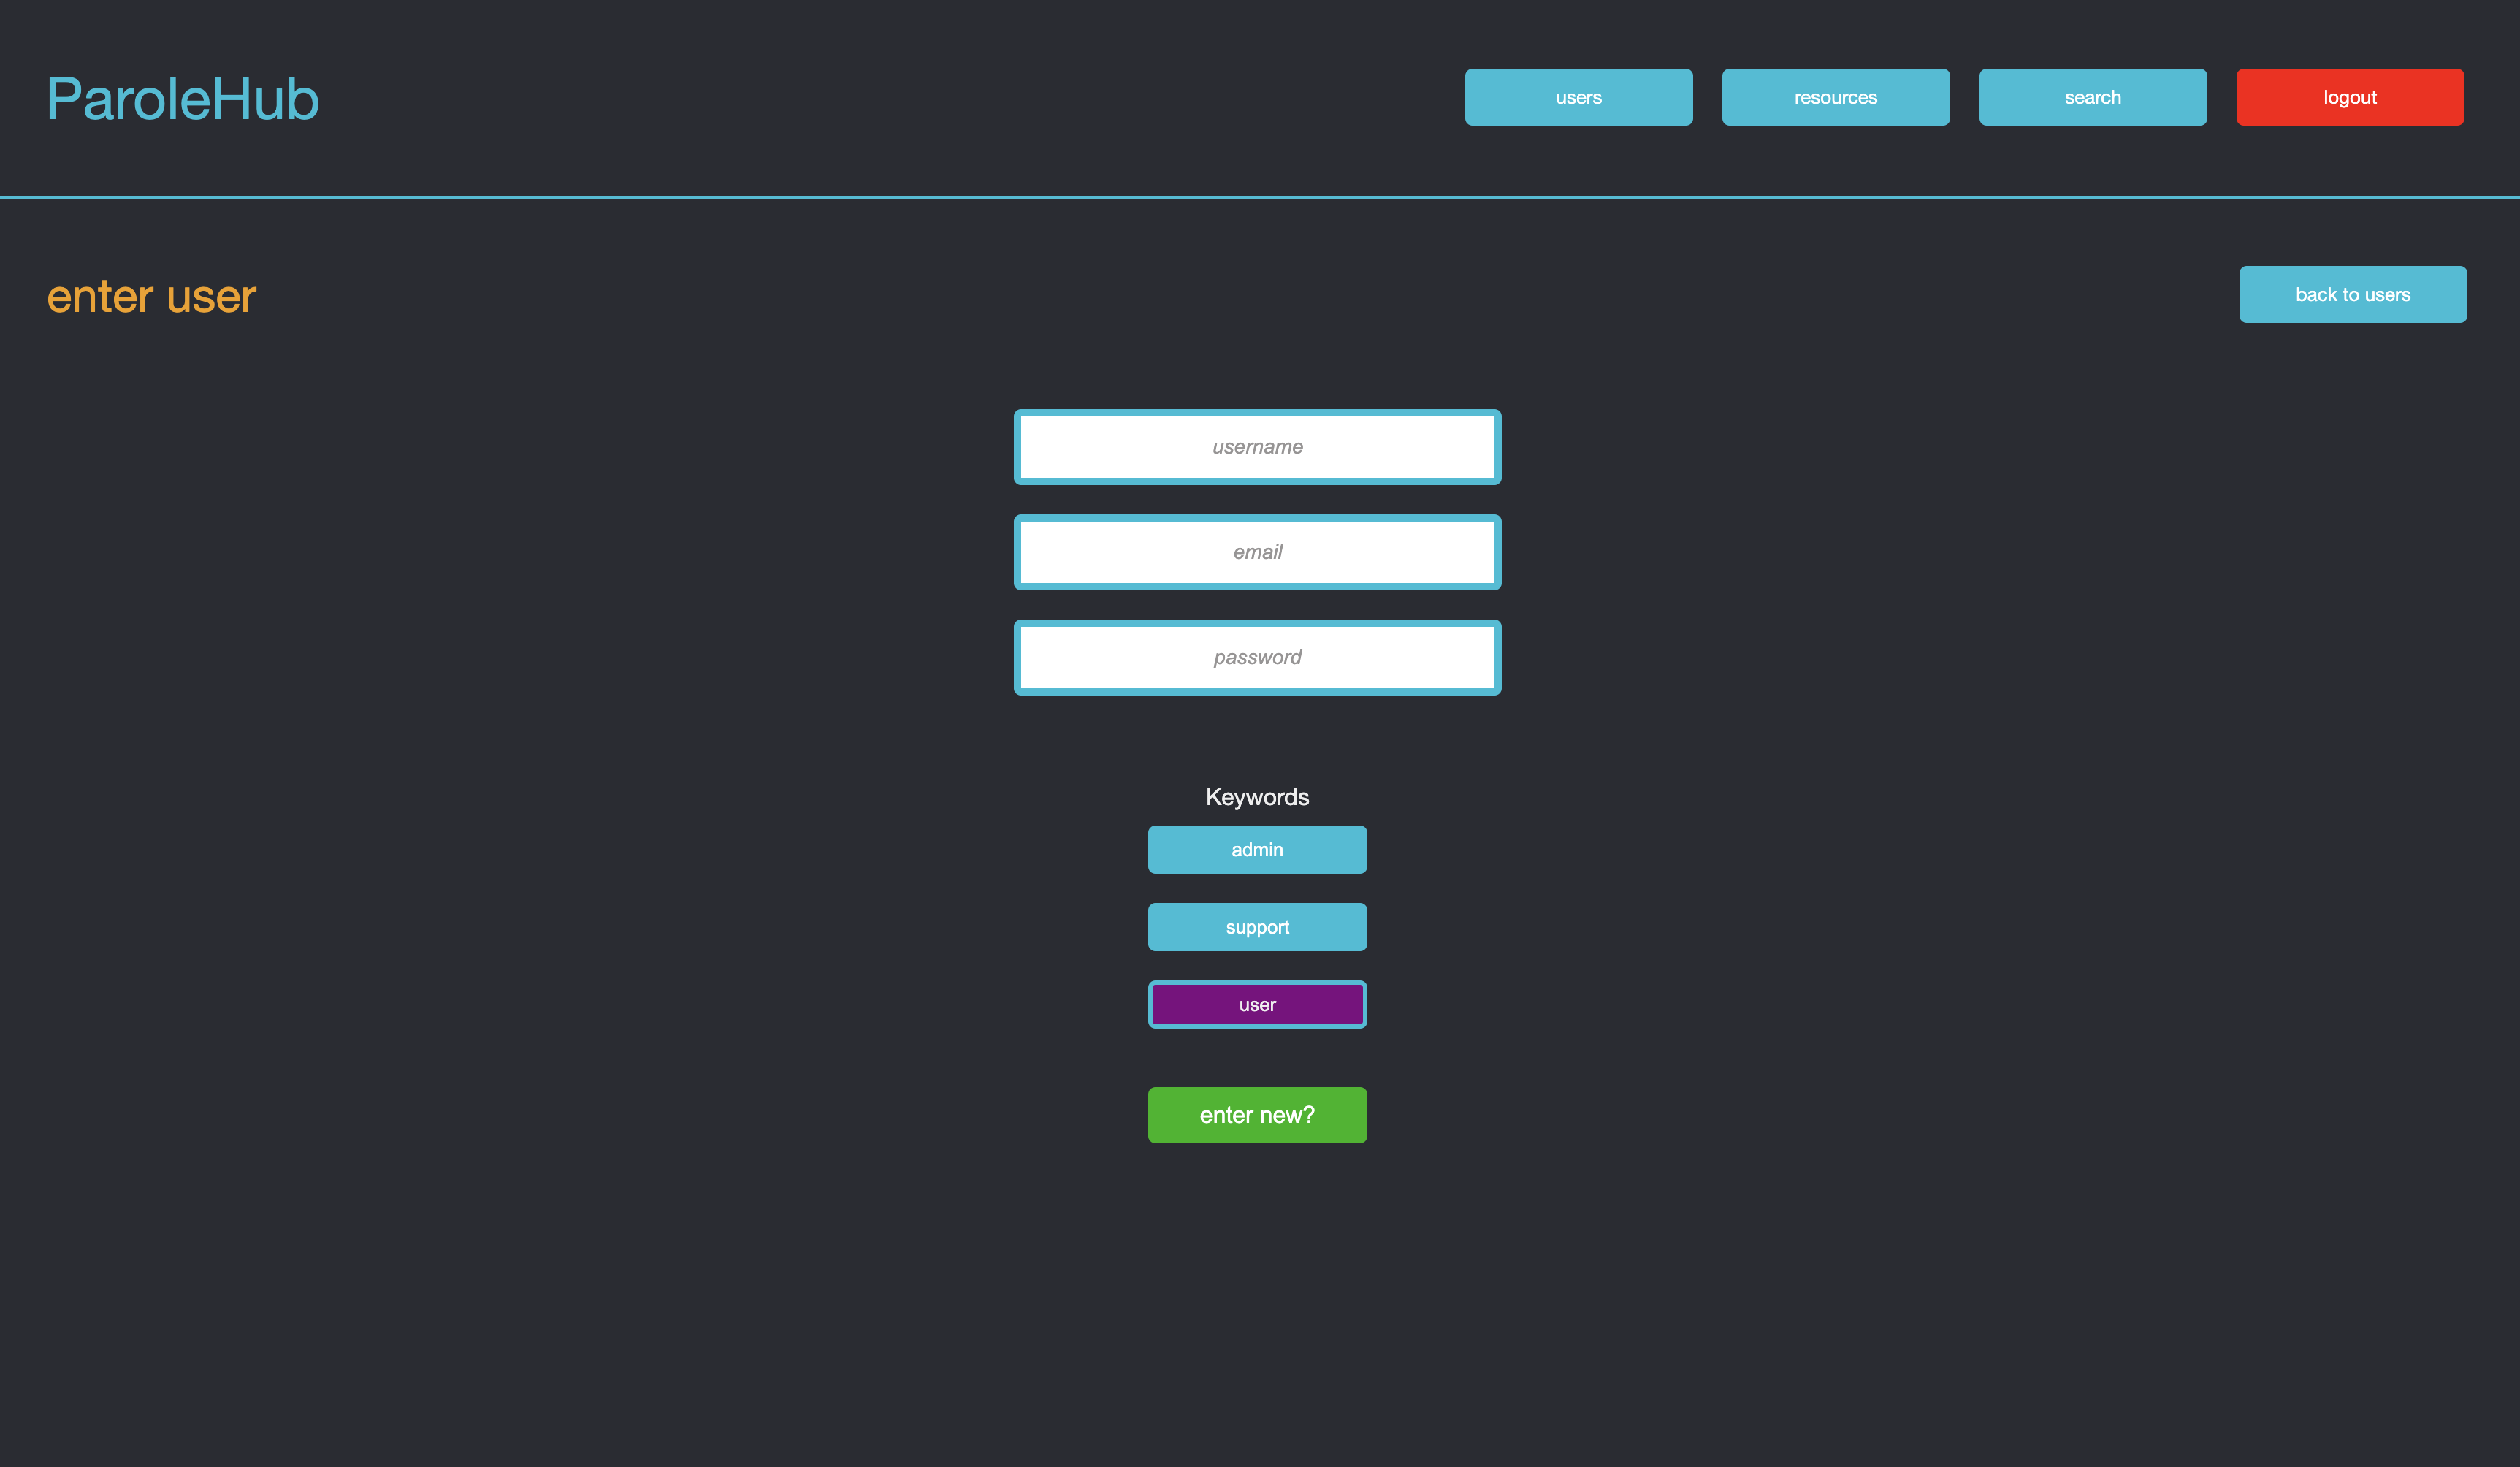 ParoleHub
users
resources
search
logout
enter user
back to users
username
email
password
Keywords
admin
support
user
enter new?